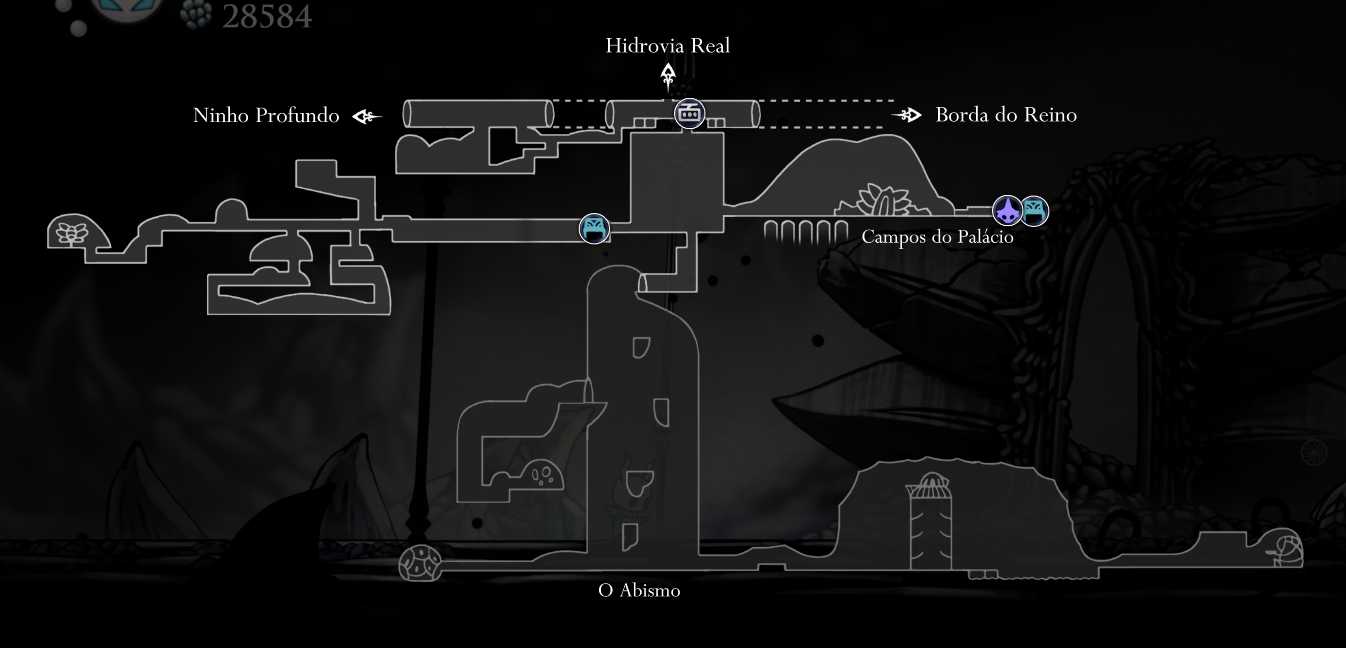 28584
Hidrovia Real
Ninho Profundo
Borda do Reino
Campos do Palácio
O Abismo